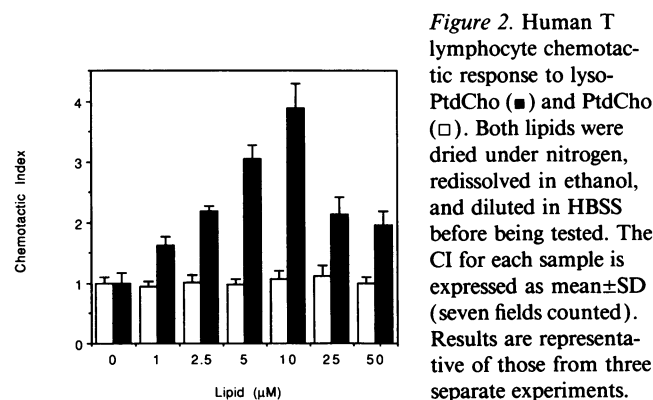 Figure 2. Human T
lymphocyte chemotac-
tic response to lyso-
PtdCho (■) and PtdCho
(□). Both lipids were
dried under nitrogen,
redissolved in ethanol,
and diluted in HBSS
before being tested. The
CI for each sample is
expressed as mean±SD
(seven fields counted).
Results are representa-
tive of those from three
separate experiments.
Chemotactic Index
4
3
2
1
0
0 1 2.5 5 10 25 50
Lipid (μM)